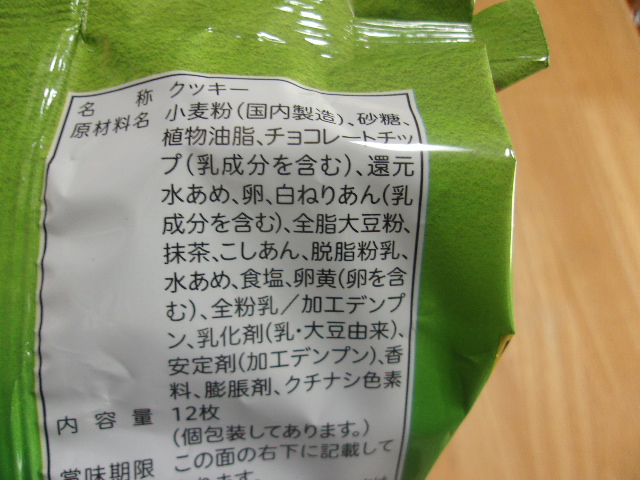 名称 クッキー
原材料名 小麦粉(国内製造)、砂糖、
植物油脂、チョコレートチッ
プ(乳成分を含む)、還元
水あめ、卵、白ねりあん(乳
成分を含む)、全脂大豆粉、
抹茶、こしあん、脱脂粉乳、
水あめ、食塩、卵黄(卵を含
む)、全粉乳/加工デンプ
ン、乳化剤(乳・大豆由来)、
安定剤(加工デンプン)、香
料、膨脹剤、クチナシ色素
内容量 12枚
(個包装してあります。)
賞味期限 この面の右下に記載して